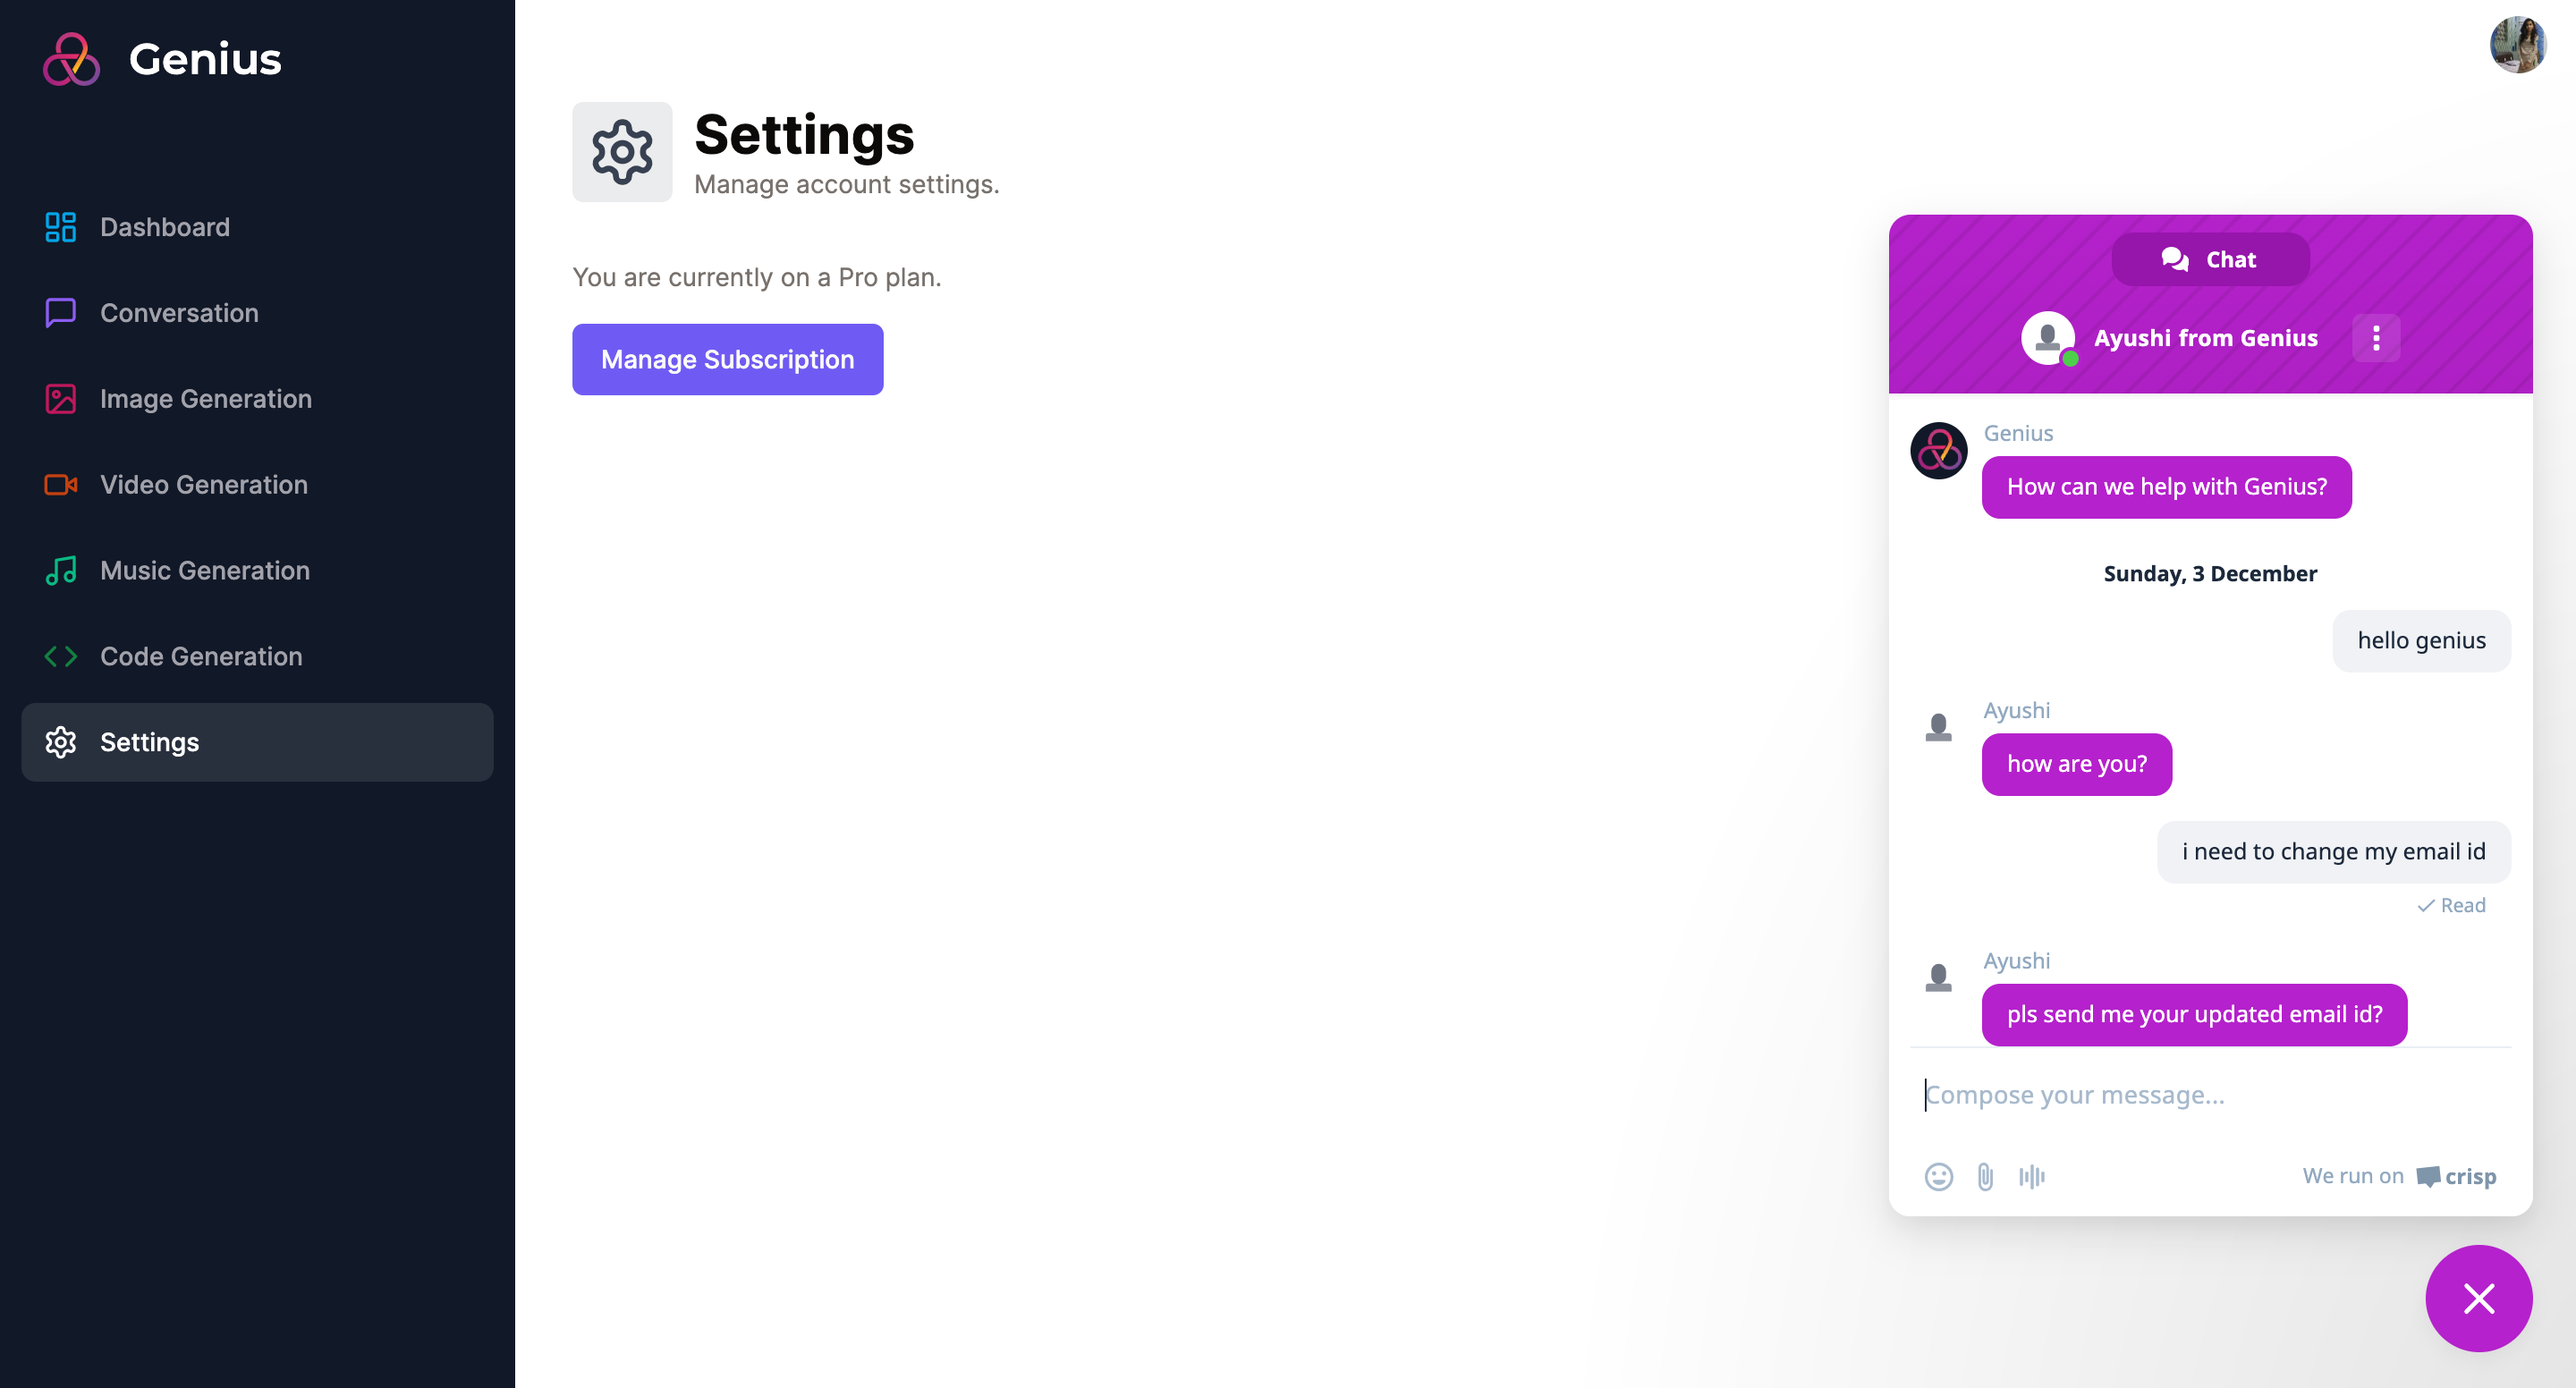 Genius
Dashboard
Conversation
Image Generation
Video Generation
Music Generation
Code Generation
Settings
Settings
Manage account settings.
You are currently on a Pro plan.
Manage Subscription
Chat
Ayushi from Genius
Genius
How can we help with Genius?
Sunday, 3 December
hello genius
Ayushi
how are you?
i need to change my email id
Read
Ayushi
pls send me your updated email id?
Compose your message...
We run on crisp